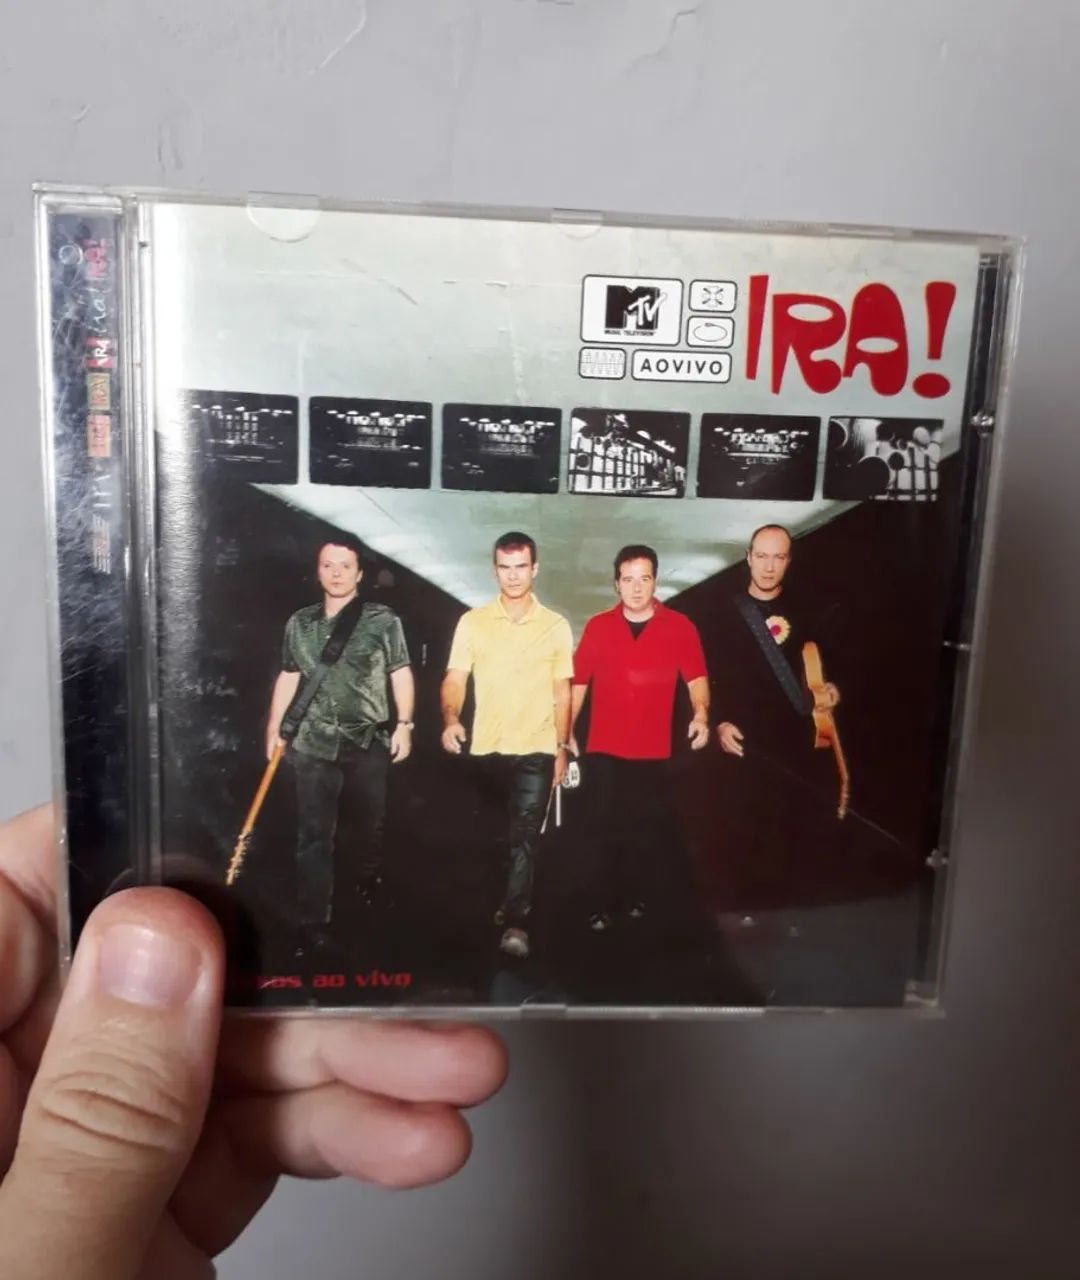 MTV
MUSIC TELEVISION
AOVIVO
IRA!
sos ao vivo